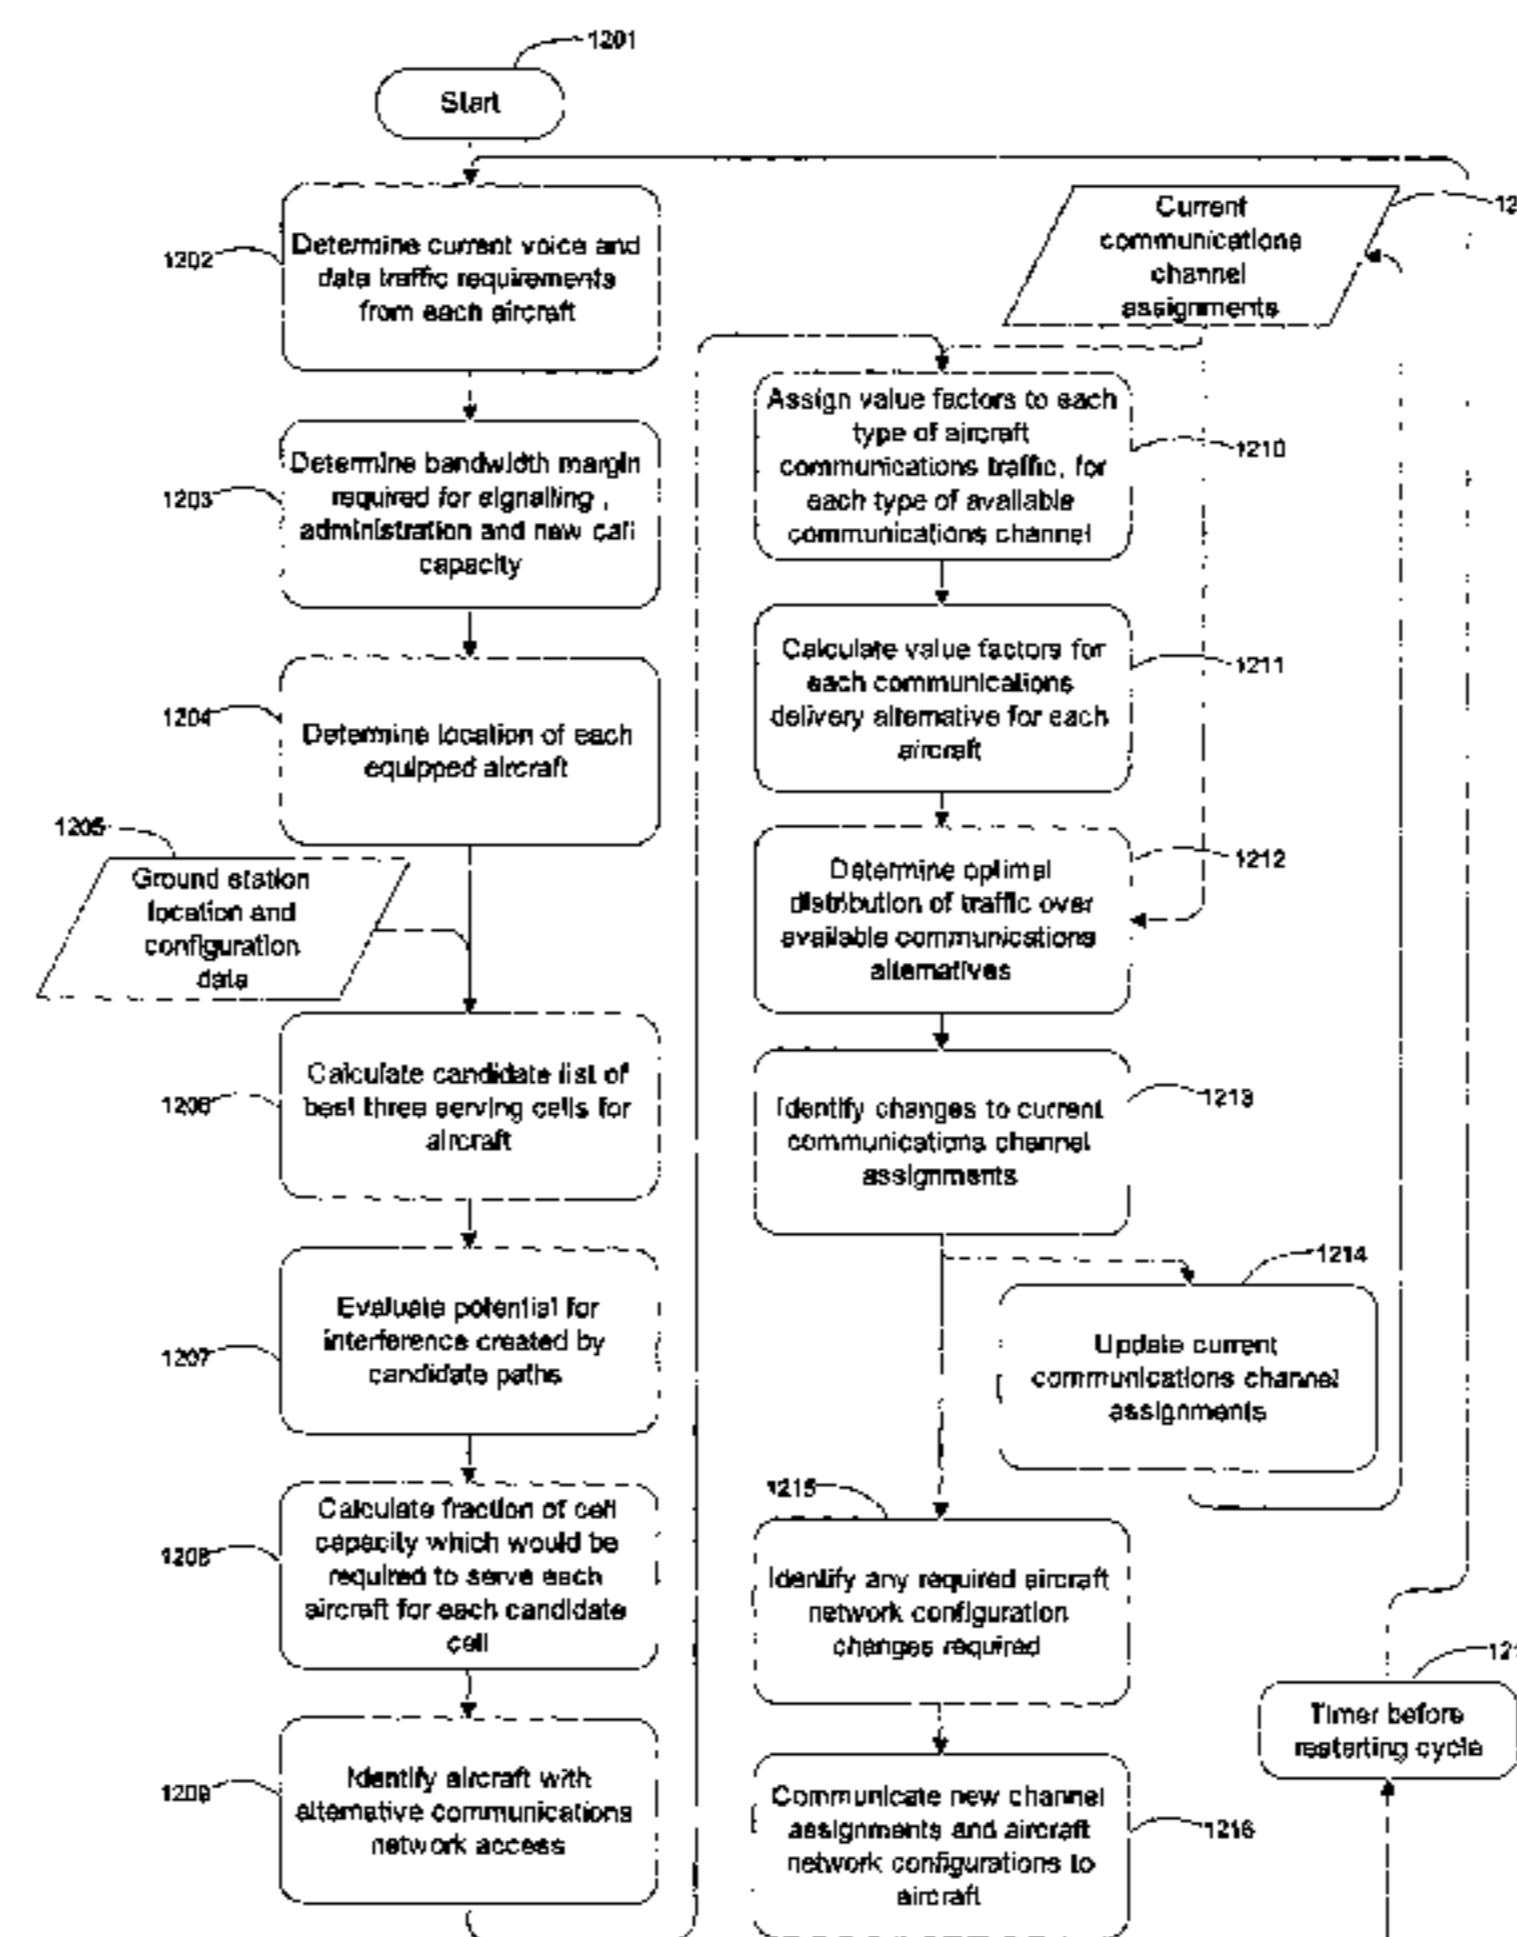 1201
Start
1202
Determine current voice and
data traffic requirements
from each aircraft
1203
Determine bandwidth margin
required for signalling ,
administration and new call
capacity
1204
Determine location of each
equipped aircraft
1205
Ground station
location and
configuration
data
1206
Calculate candidate list of
best three serving cells for
aircraft
1207
Evaluate potential for
interference created by
candidate paths
1208
Calculate fraction of cell
capacity which would be
required to serve each
aircraft for each candidate
cell
1209
Identify aircraft with
alternative communications
network access
Current
communications
channel
assignments
Assign value factors to each
type of aircraft
communications traffic, for
each type of available
communications channel
1210
Calculate value factors for
each communications
delivery alternative for each
aircraft
1211
Determine optimal
distribution of traffic over
available communications
alternatives
1212
Identify changes to current
communications channel
assignments
1213
1214
Update current
communications channel
assignments
1215
Identify any required aircraft
network configuration
changes required
Communicate new channel
assignments and aircraft
network configurations to
aircraft
1216
Timer before
restarting cycle